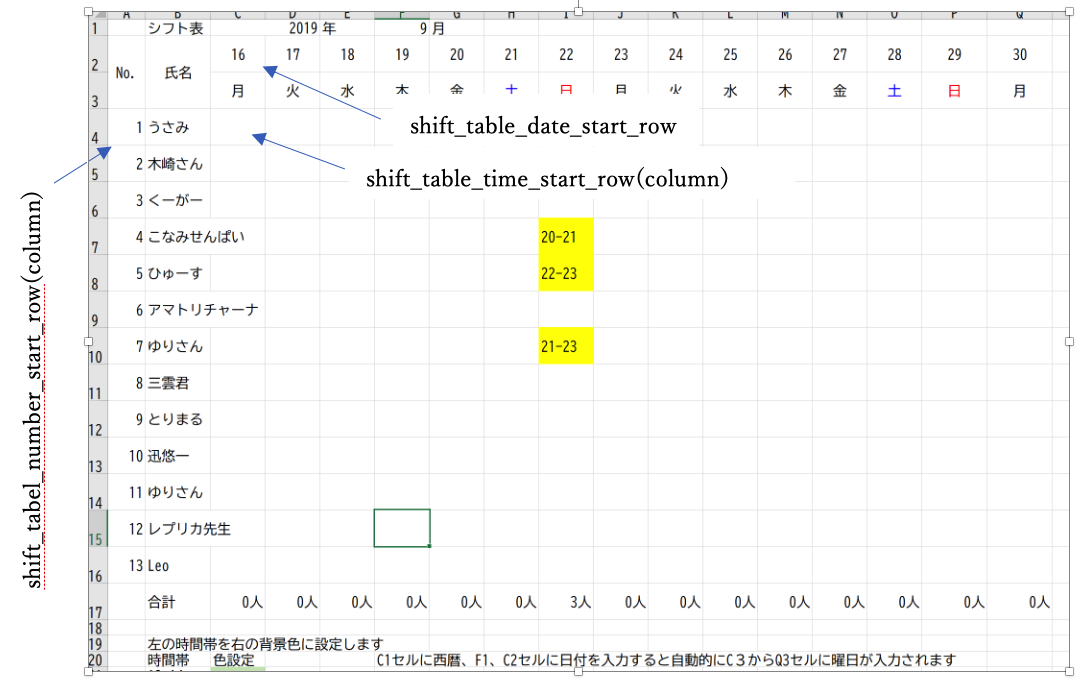 A B C D E F G H I J K L M N O P Q
1 シフト表 2019 年 9 月
2 No. 氏名 16 17 18 19 20 21 22 23 24 25 26 27 28 29 30
3 月 火 水 木 金 土 日 月 火 水 木 金 土 日 月
shift_table_date_start_row
4 1 うさみ
shift_table_time_start_row(column)
5 2 木崎さん
6 3 くーがー
7 4 こなみせんぱい 20-21
8 5 ひゅーす 22-23
9 6 アマトリチャーナ
10 7 ゆりさん 21-23
11 8 三雲君
12 9 とりまる
13 10 迅悠一
14 11 ゆりさん
15 12 レプリカ先生
16 13 Leo
17 合計 0人 0人 0人 0人 0人 0人 3人 0人 0人 0人 0人 0人 0人 0人 0人
18
19 左の時間帯を右の背景色に設定します
20 時間帯 色設定 C1セルに西暦、F1、C2セルに日付を入力すると自動的にC３からQ3セルに曜日が入力されます
shift_tabel_number_start_row(column)